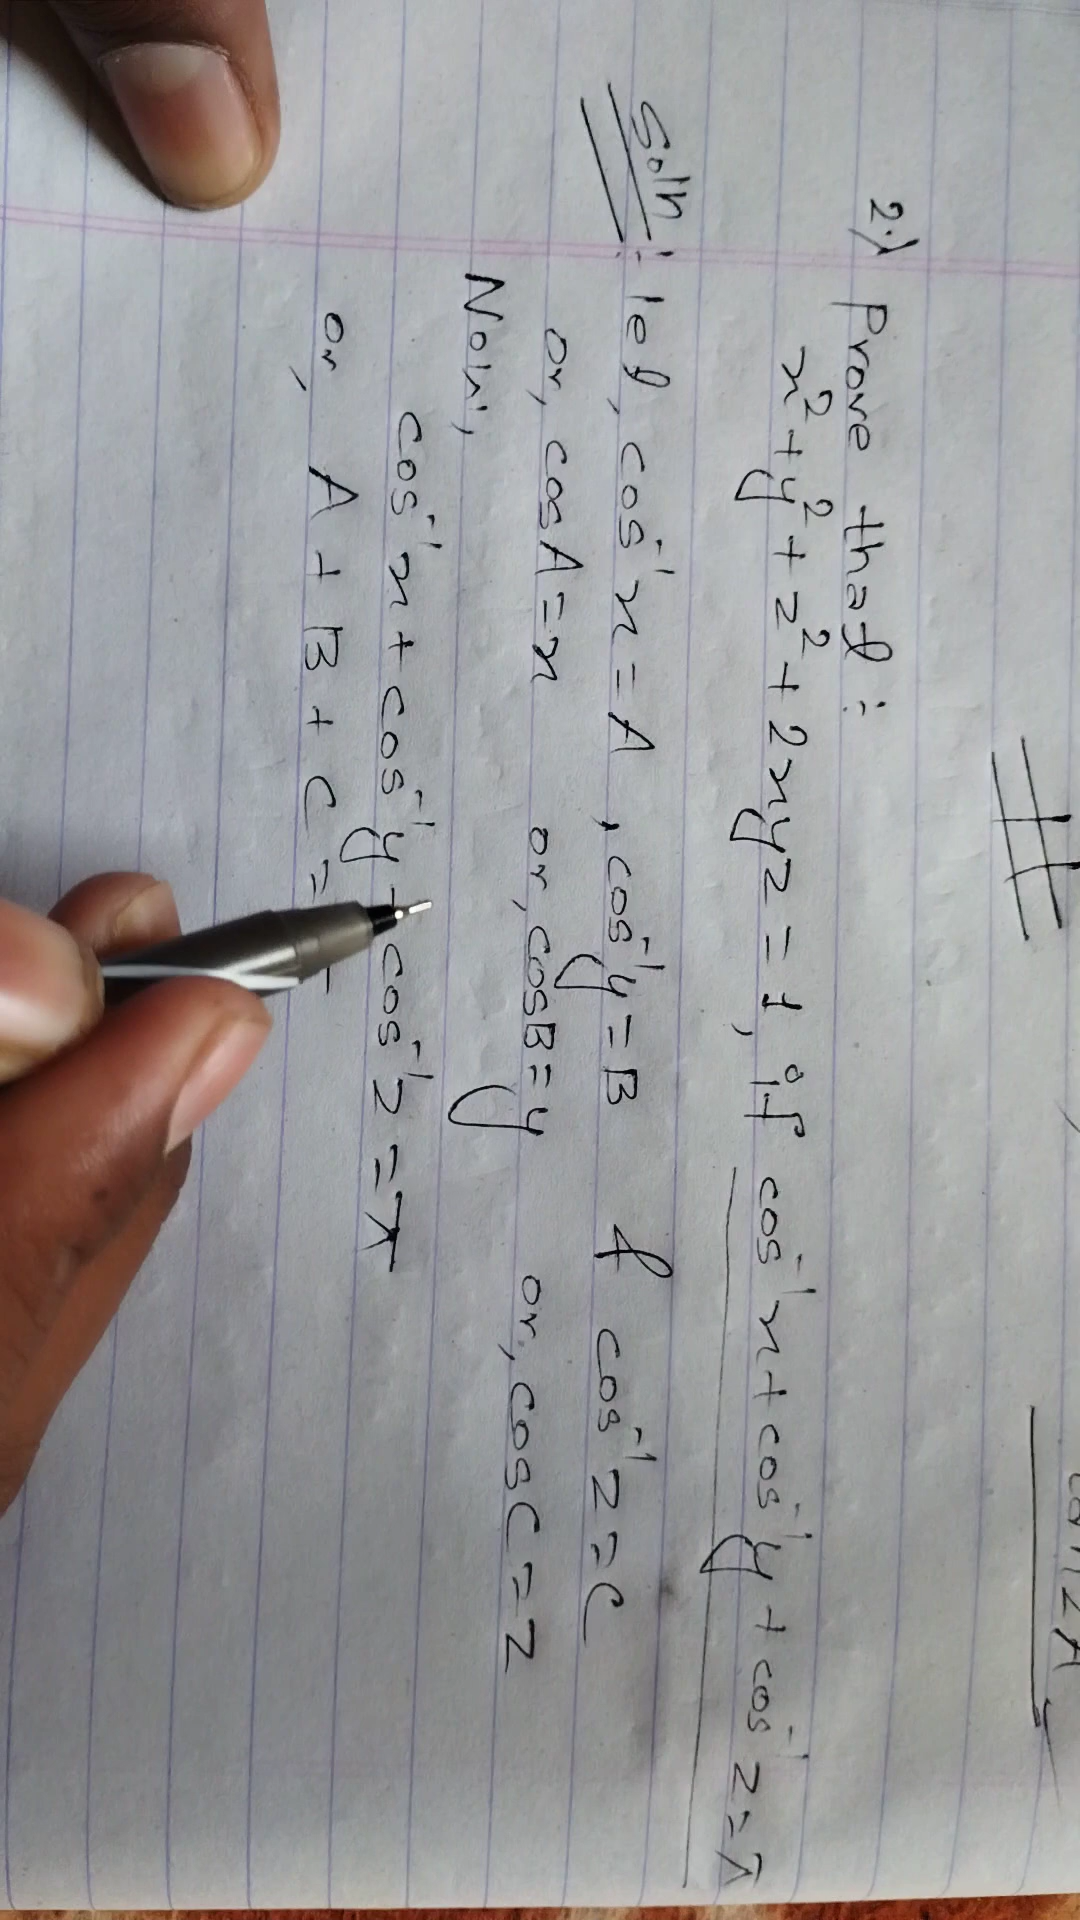 tan2A
2.) Prove that:
x² + y² + z² + 2xyz = 1, if cos⁻¹x + cos⁻¹y + cos⁻¹z = π
Solⁿ: let, cos⁻¹x = A, cos⁻¹y = B & cos⁻¹z = C
or, cosA = x or, cosB = y or, cosC = z
Now,
cos⁻¹x + cos⁻¹y + cos⁻¹z = π
or, A + B + C =